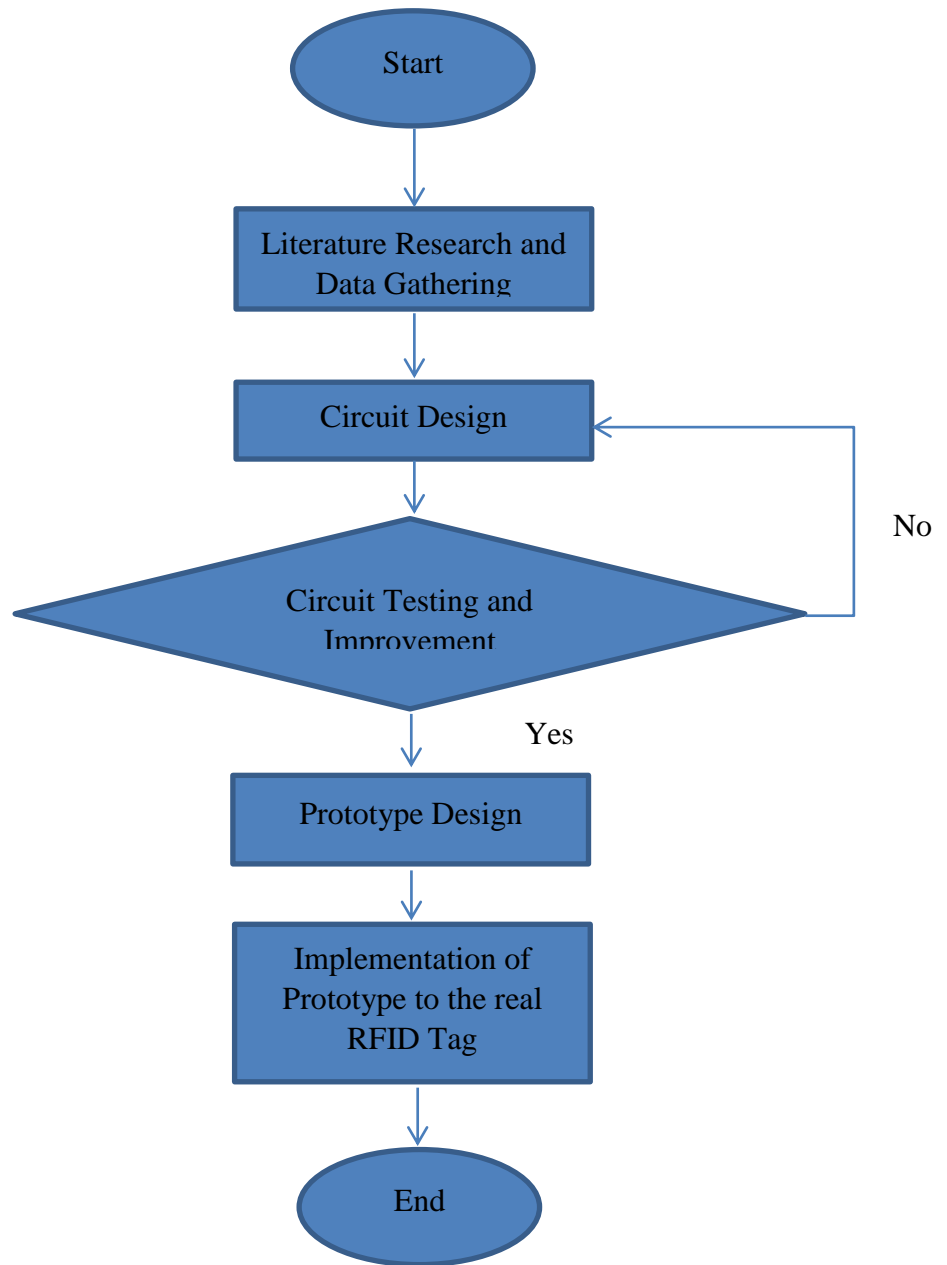 Start
Literature Research and
Data Gathering
Circuit Design
No
Circuit Testing and
Improvement
Yes
Prototype Design
Implementation of
Prototype to the real
RFID Tag
End